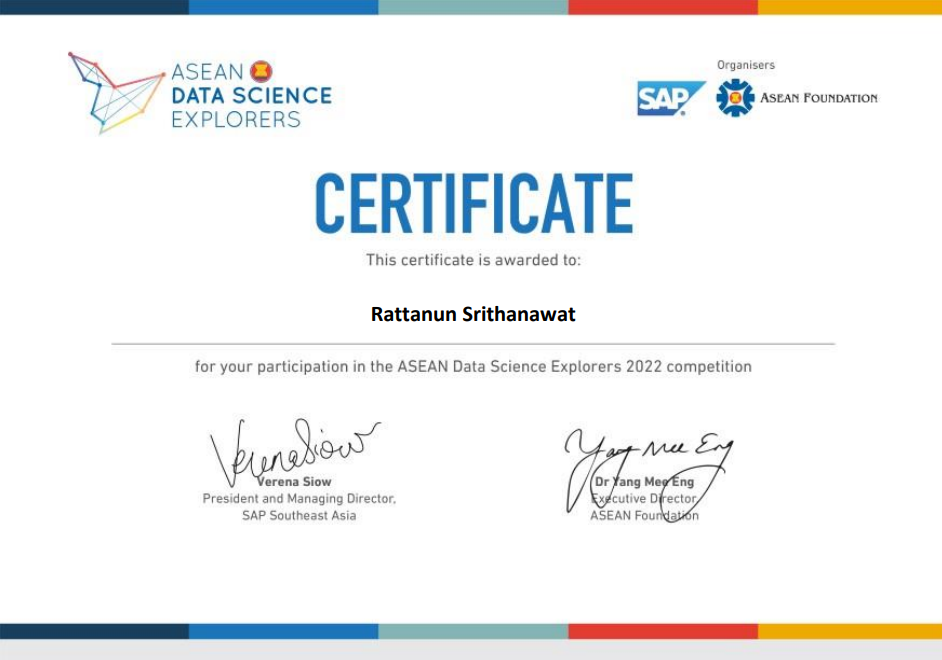 ASEAN
DATA SCIENCE
EXPLORERS
Organisers
SAP
ASEAN FOUNDATION
CERTIFICATE
This certificate is awarded to:
Rattanun Srithanawat
for your participation in the ASEAN Data Science Explorers 2022 competition
Verena Siow
Verena Siow
President and Managing Director,
SAP Southeast Asia
Yang Mee Eng
Dr Yang Mee Eng
Executive Director
ASEAN Foundation